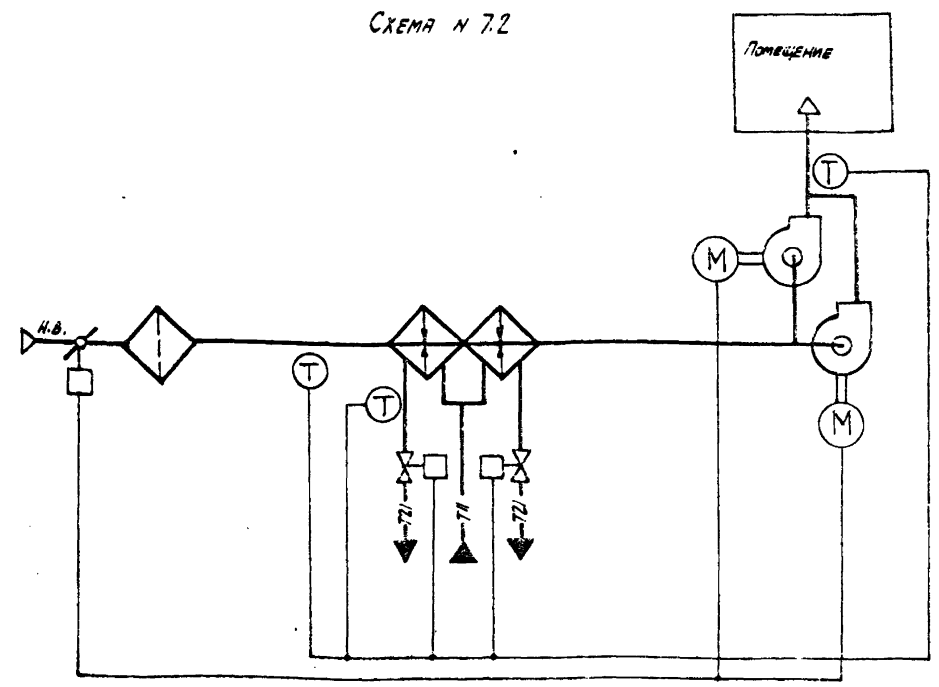 Схема N 7.2
Помещение
Т
М
Н.В.
Т
Т
М
Т21
Т11
Т21